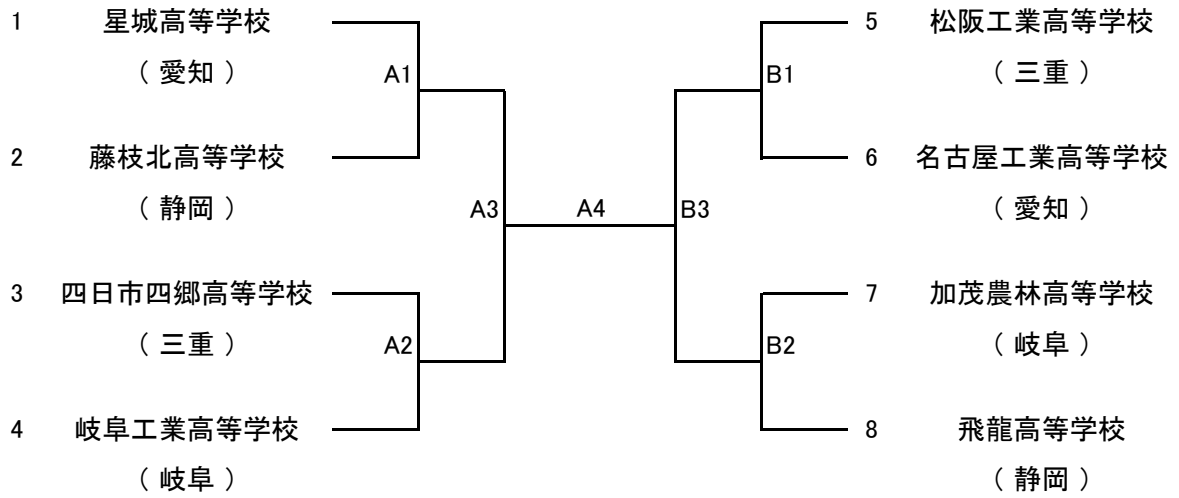 1 星城高等学校
( 愛知 )
A1
2 藤枝北高等学校
( 静岡 )
A3
3 四日市四郷高等学校
( 三重 )
A2
4 岐阜工業高等学校
( 岐阜 )
A4
5 松阪工業高等学校
( 三重 )
B1
6 名古屋工業高等学校
( 愛知 )
B3
7 加茂農林高等学校
( 岐阜 )
B2
8 飛龍高等学校
( 静岡 )